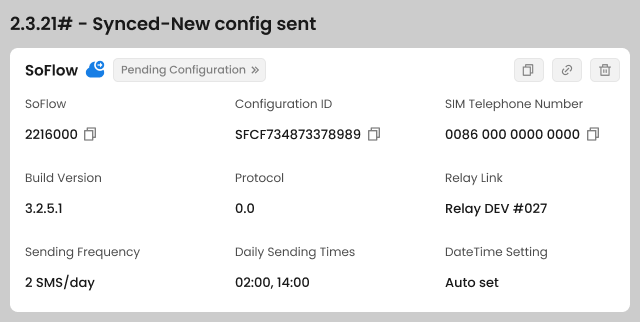 2.3.21# - Synced-New config sent
SoFlow Pending Configuration »
SoFlow Configuration ID SIM Telephone Number
2216000 SFCF734873378989 0086 000 0000 0000
Build Version Protocol Relay Link
3.2.5.1 0.0 Relay DEV #027
Sending Frequency Daily Sending Times DateTime Setting
2 SMS/day 02:00, 14:00 Auto set